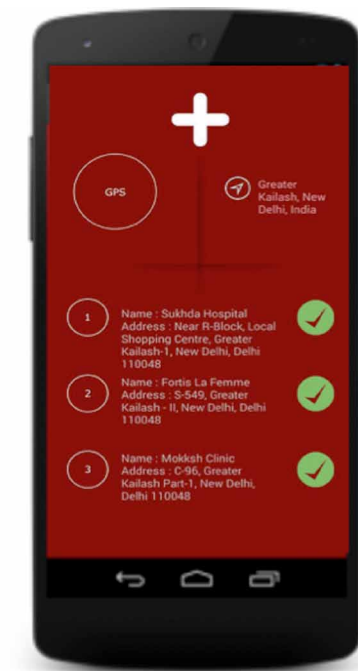 GPS
Greater
Kailash, New
Delhi, India
1
Name : Sukhda Hospital
Address : Near R-Block, Local
Shopping Centre, Greater
Kailash-1, New Delhi, Delhi
110048
2
Name : Fortis La Femme
Address : S-549, Greater
Kailash - II, New Delhi, Delhi
110048
3
Name : Mokksh Clinic
Address : C-96, Greater
Kailash Part-1, New Delhi,
Delhi 110048